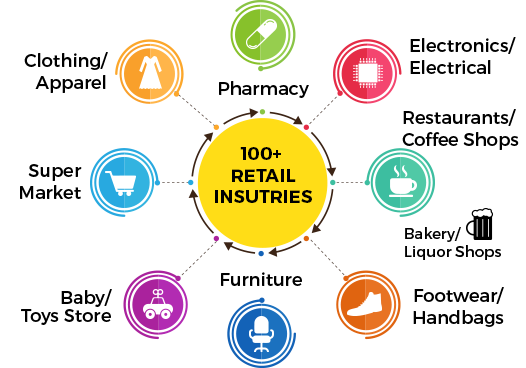 Clothing/
Apparel
Pharmacy
Electronics/
Electrical
Restaurants/
Coffee Shops
100+
RETAIL
INSUTRIES
Super
Market
Bakery/
Liquor Shops
Baby/
Toys Store
Furniture
Footwear/
Handbags